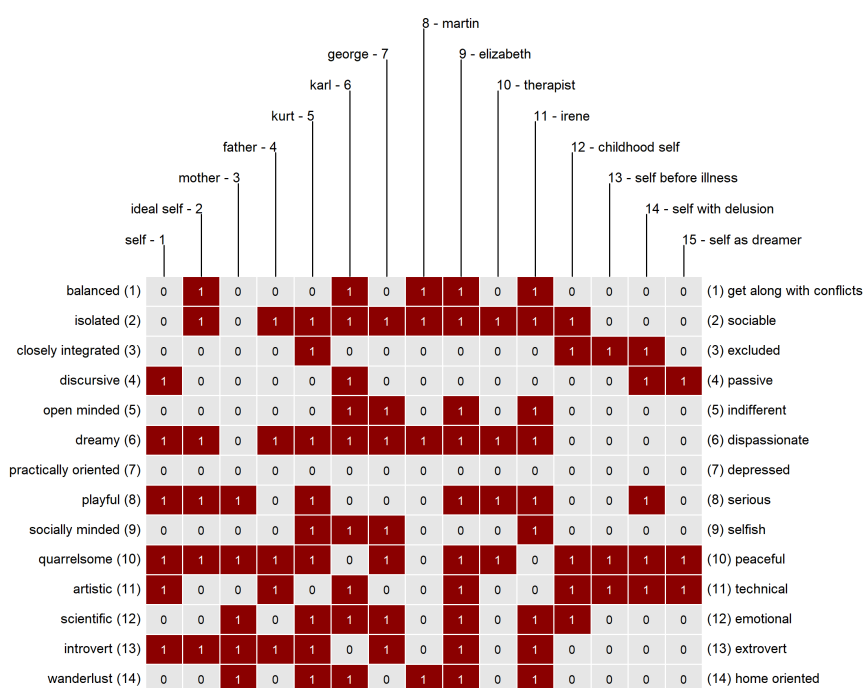 8 - martin
george - 7
9 - elizabeth
karl - 6
10 - therapist
kurt - 5
11 - irene
father - 4
12 - childhood self
mother - 3
13 - self before illness
ideal self - 2
14 - self with delusion
self - 1
15 - self as dreamer
balanced (1) 0 1 0 0 0 1 0 1 1 0 1 0 0 0 0 (1) get along with conflicts
isolated (2) 0 1 0 1 1 1 1 1 1 1 1 1 0 0 0 (2) sociable
closely integrated (3) 0 0 0 0 1 0 0 0 0 0 0 1 1 1 0 (3) excluded
discursive (4) 1 0 0 0 0 1 0 0 0 0 0 0 0 1 1 (4) passive
open minded (5) 0 0 0 0 0 1 1 0 1 0 1 0 0 0 0 (5) indifferent
dreamy (6) 1 1 0 1 1 1 1 1 1 1 1 0 0 0 0 (6) dispassionate
practically oriented (7) 0 0 0 0 0 0 0 0 0 0 0 0 0 0 0 (7) depressed
playful (8) 1 1 1 0 1 0 0 0 1 1 1 0 0 1 0 (8) serious
socially minded (9) 0 0 0 0 1 1 1 0 0 0 1 0 0 0 0 (9) selfish
quarrelsome (10) 1 1 1 1 1 0 1 0 1 1 0 1 1 1 1 (10) peaceful
artistic (11) 1 0 0 1 0 1 0 0 1 0 0 1 1 1 1 (11) technical
scientific (12) 0 0 1 0 1 1 1 0 1 0 1 1 0 0 0 (12) emotional
introvert (13) 1 1 1 1 1 0 1 0 1 0 1 0 0 0 0 (13) extrovert
wanderlust (14) 0 0 1 0 1 1 0 1 1 0 1 0 0 0 0 (14) home oriented